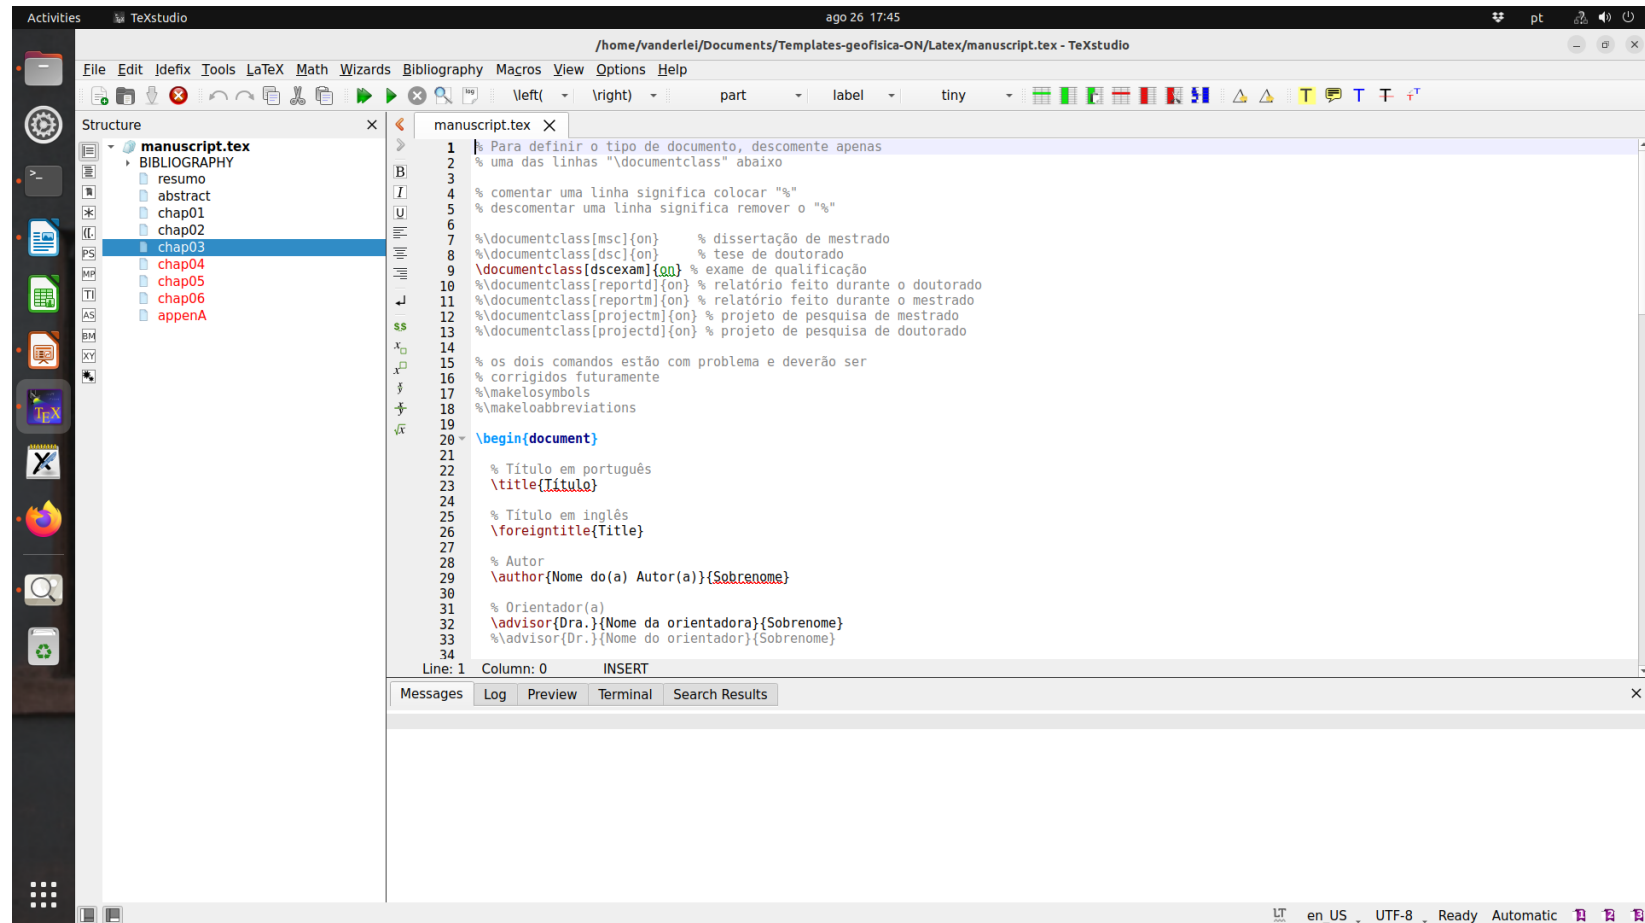 Activities TeXstudio ago 26 17:45 pt
/home/vanderlei/Documents/Templates-geofisica-ON/Latex/manuscript.tex - TeXstudio
File Edit Idefix Tools LaTeX Math Wizards Bibliography Macros View Options Help
\left( \right) part label tiny
Structure
manuscript.tex
BIBLIOGRAPHY
resumo
abstract
chap01
chap02
chap03
chap04
chap05
chap06
appenA
manuscript.tex
1 % Para definir o tipo de documento, descomente apenas
2 % uma das linhas "\documentclass" abaixo
3
4 % comentar uma linha significa colocar "%"
5 % descomentar uma linha significa remover o "%"
6
7 %\documentclass[msc]{on} % dissertação de mestrado
8 %\documentclass[dsc]{on} % tese de doutorado
9 \documentclass[dscexam]{on} % exame de qualificação
10 %\documentclass[reportd]{on} % relatório feito durante o doutorado
11 %\documentclass[reportm]{on} % relatório feito durante o mestrado
12 %\documentclass[projectm]{on} % projeto de pesquisa de mestrado
13 %\documentclass[projectd]{on} % projeto de pesquisa de doutorado
14
15 % os dois comandos estão com problema e deverão ser
16 % corrigidos futuramente
17 %\makelosymbols
18 %\makeloabbreviations
19
20 \begin{document}
21
22 % Título em português
23 \title{Título}
24
25 % Título em inglês
26 \foreigntitle{Title}
27
28 % Autor
29 \author{Nome do(a) Autor(a)}{Sobrenome}
30
31 % Orientador(a)
32 \advisor{Dra.}{Nome da orientadora}{Sobrenome}
33 %\advisor{Dr.}{Nome do orientador}{Sobrenome}
34
Line: 1 Column: 0 INSERT
Messages Log Preview Terminal Search Results
LT en_US UTF-8 Ready Automatic